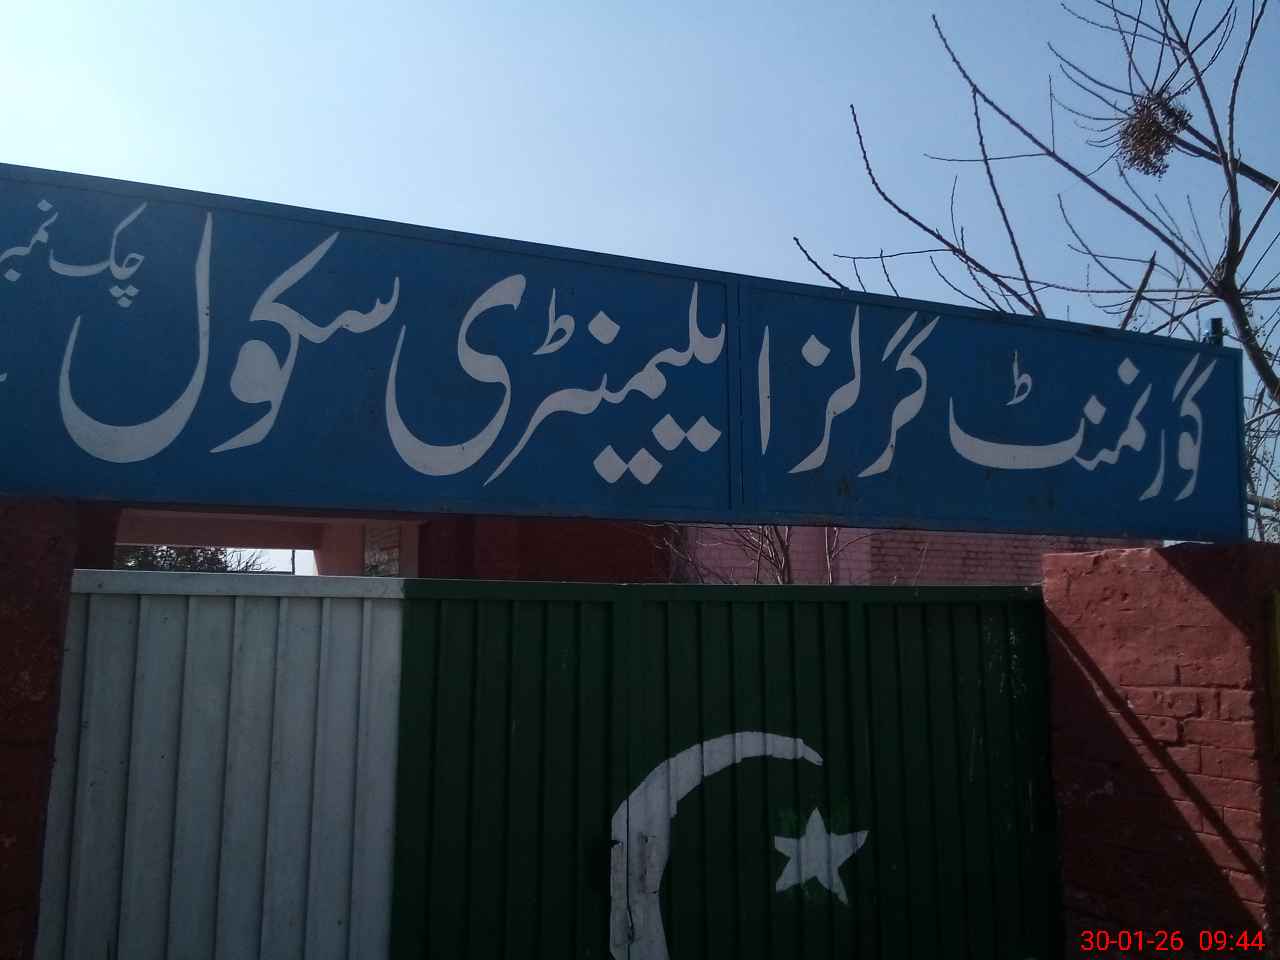 گورنمنٹ گرلز ایلیمنٹری سکول چک نمبر
30-01-26 09:44